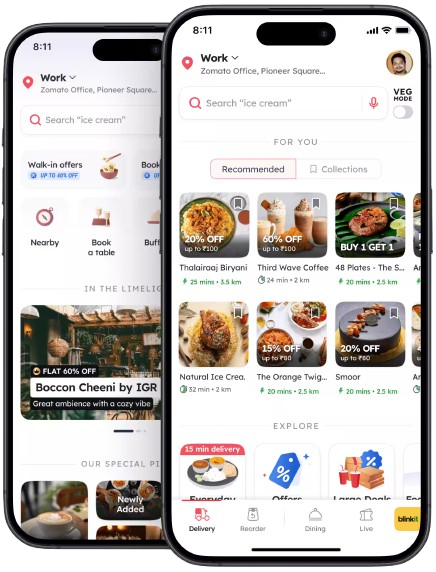 8:11
Work
Zomato Office, Pioneer Square...
Search “ice cream”
Walk-in offers
UP TO 40% OFF
Book
Nearby
Book
a table
Buff
IN THE LIMELIG
FLAT 60% OFF
Boccon Cheeni by IGR
Great ambience with a cozy vibe
OUR SPECIAL PI
Newly
Added
8:11
Work
Zomato Office, Pioneer Square...
Search “ice cream”
VEG
MODE
FOR YOU
Recommended
Collections
20% OFF
up to ₹100
Thalairaaj Biryani
25 mins • 3.5 km
60% OFF
up to ₹100
Third Wave Coffee
24 min • 2 km
BUY 1 GET 1
48 Plates - The S...
20 mins • 2.5 km
Natural Ice Crea.
32 min • 2 km
15% OFF
up to ₹80
The Orange Twig...
20 mins • 2.5 km
20% OFF
up to ₹80
Smoor
20 mins • 2.5 km
EXPLORE
15 min delivery
Everyday
Offers
Large Deals
Delivery
Reorder
Dining
Live
blinkit